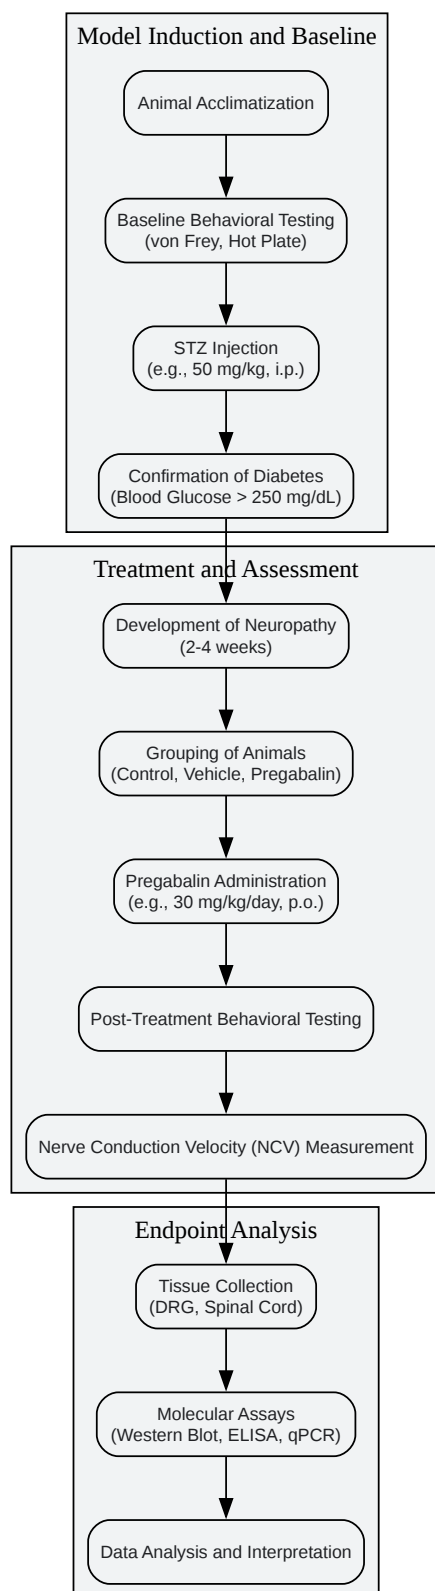 Model Induction and Baseline
Animal Acclimatization
Baseline Behavioral Testing
(von Frey, Hot Plate)
STZ Injection
(e.g., 50 mg/kg, i.p.)
Confirmation of Diabetes
(Blood Glucose > 250 mg/dL)
Treatment and Assessment
Development of Neuropathy
(2-4 weeks)
Grouping of Animals
(Control, Vehicle, Pregabalin)
Pregabalin Administration
(e.g., 30 mg/kg/day, p.o.)
Post-Treatment Behavioral Testing
Nerve Conduction Velocity (NCV) Measurement
Endpoint Analysis
Tissue Collection
(DRG, Spinal Cord)
Molecular Assays
(Western Blot, ELISA, qPCR)
Data Analysis and Interpretation